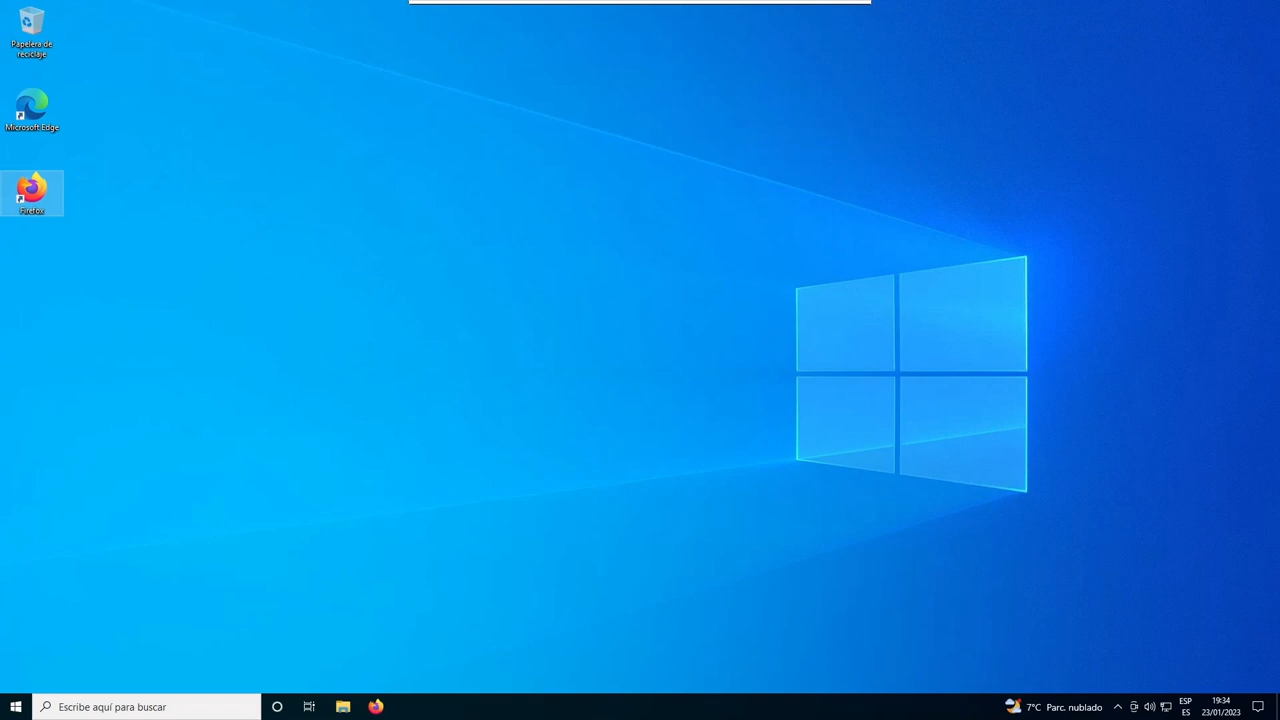 Papelera de
reciclaje
Microsoft Edge
Firefox
Escribe aquí para buscar
7°C Parc. nublado
ESP
ES
19:34
23/01/2023